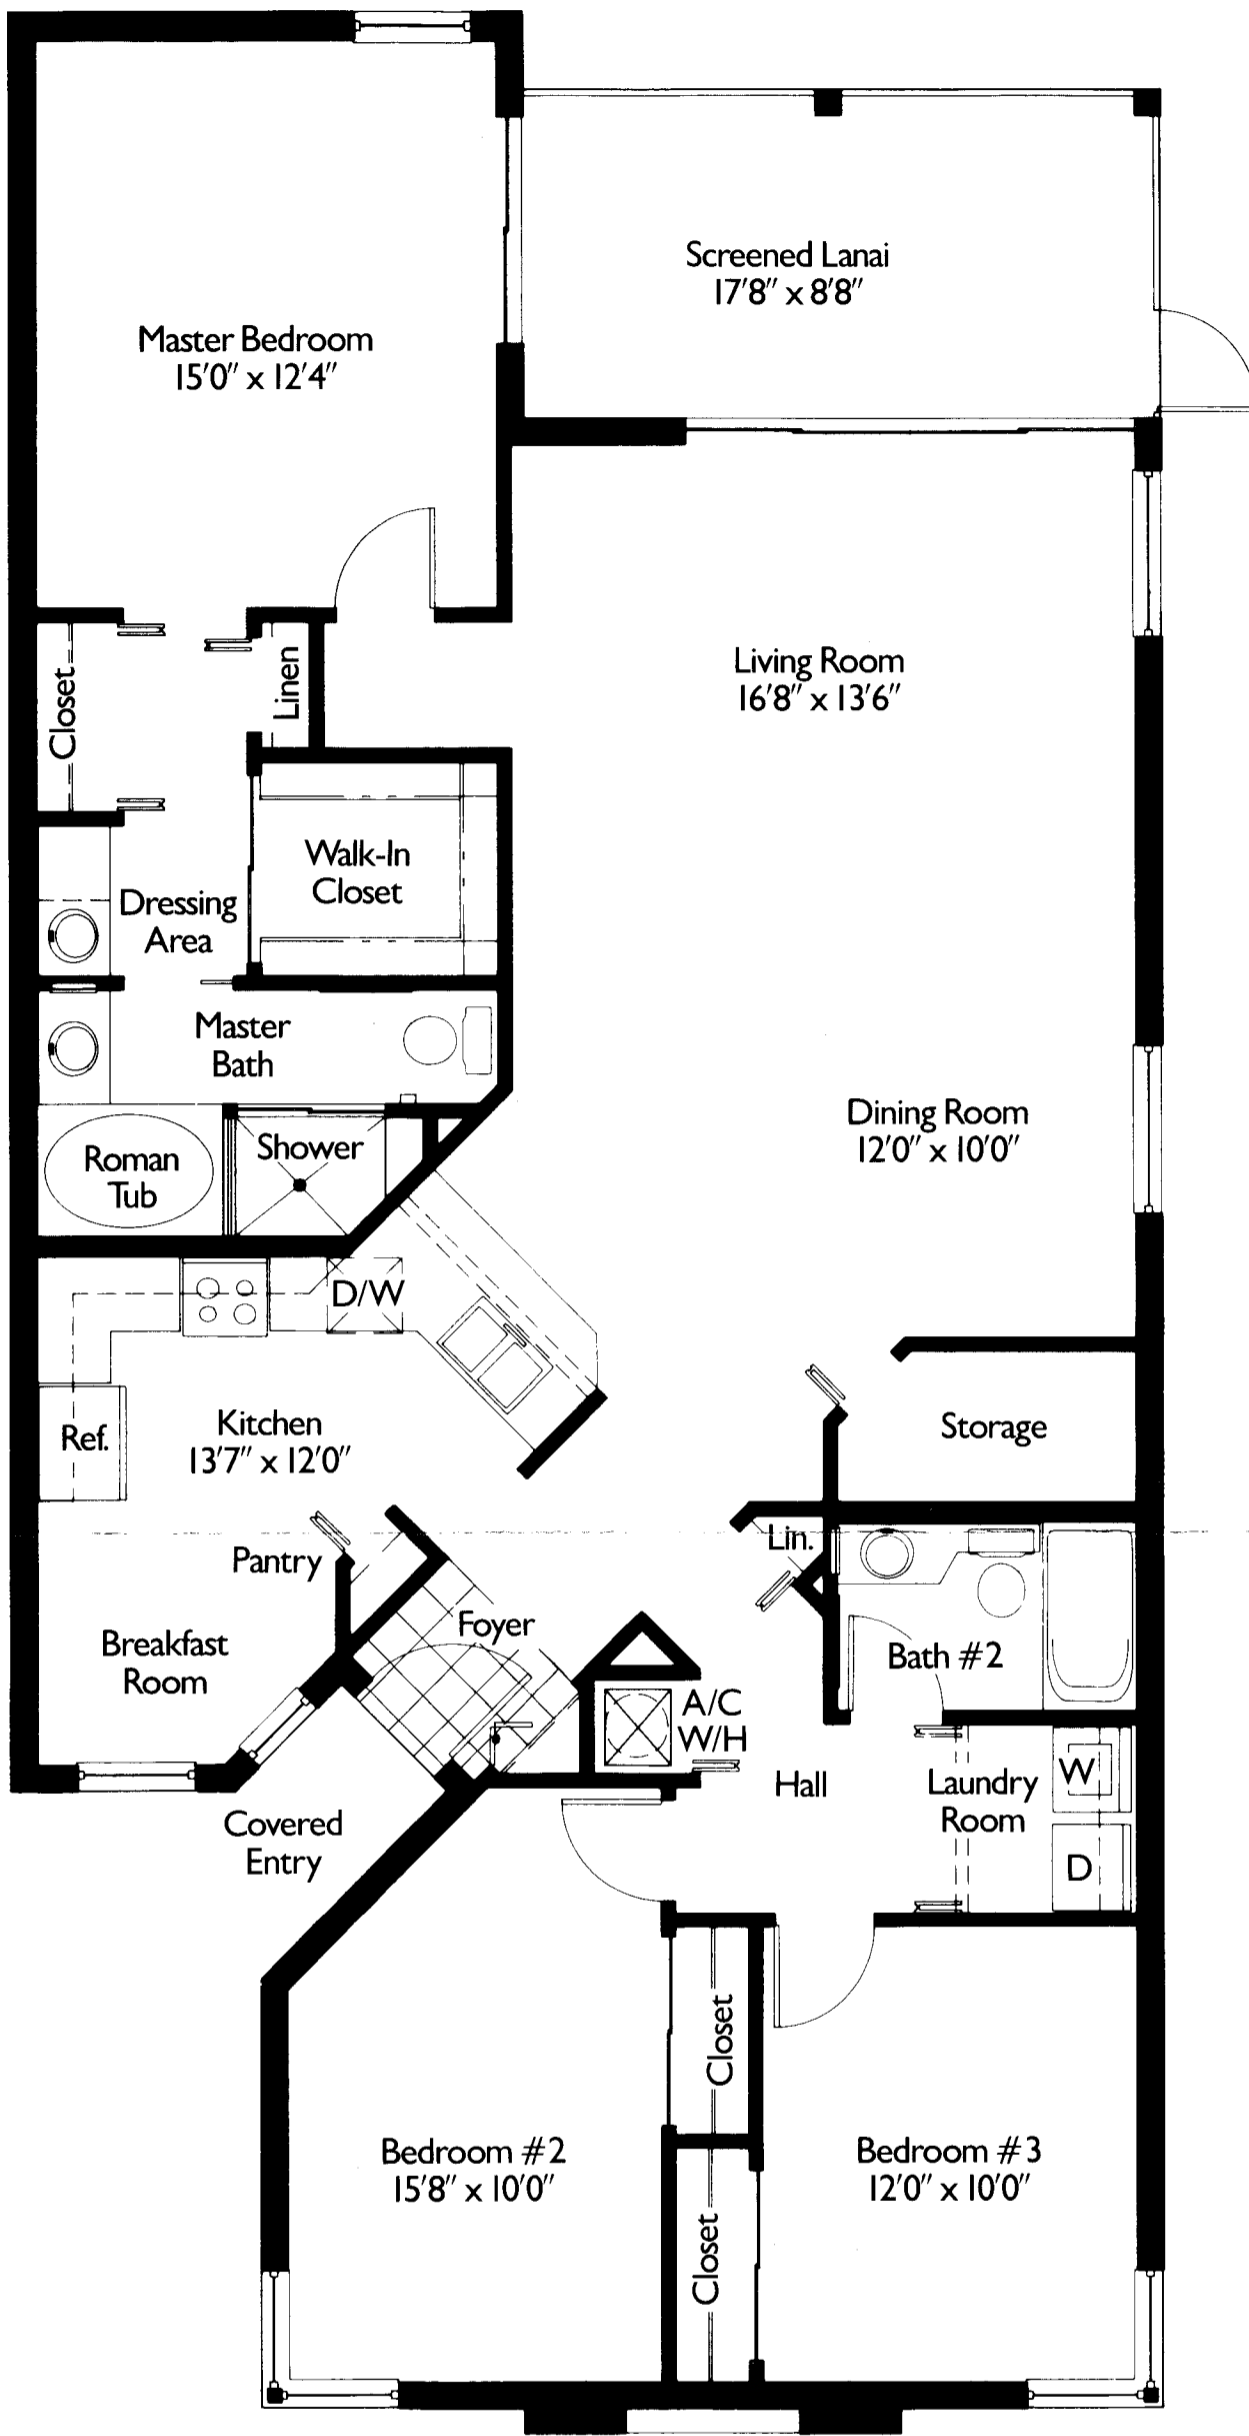 Screened Lanai
17'8" x 8'8"
Master Bedroom
15'0" x 12'4"
Living Room
16'8" x 13'6"
Closet
Linen
Walk-In
Closet
Dressing
Area
Master
Bath
Dining Room
12'0" x 10'0"
Roman
Tub
Shower
D/W
Ref.
Kitchen
13'7" x 12'0"
Storage
Pantry
Lin.
Foyer
Breakfast
Room
Bath #2
A/C
W/H
Hall
Laundry
Room
W
D
Covered
Entry
Closet
Bedroom #2
15'8" x 10'0"
Bedroom #3
12'0" x 10'0"
Closet